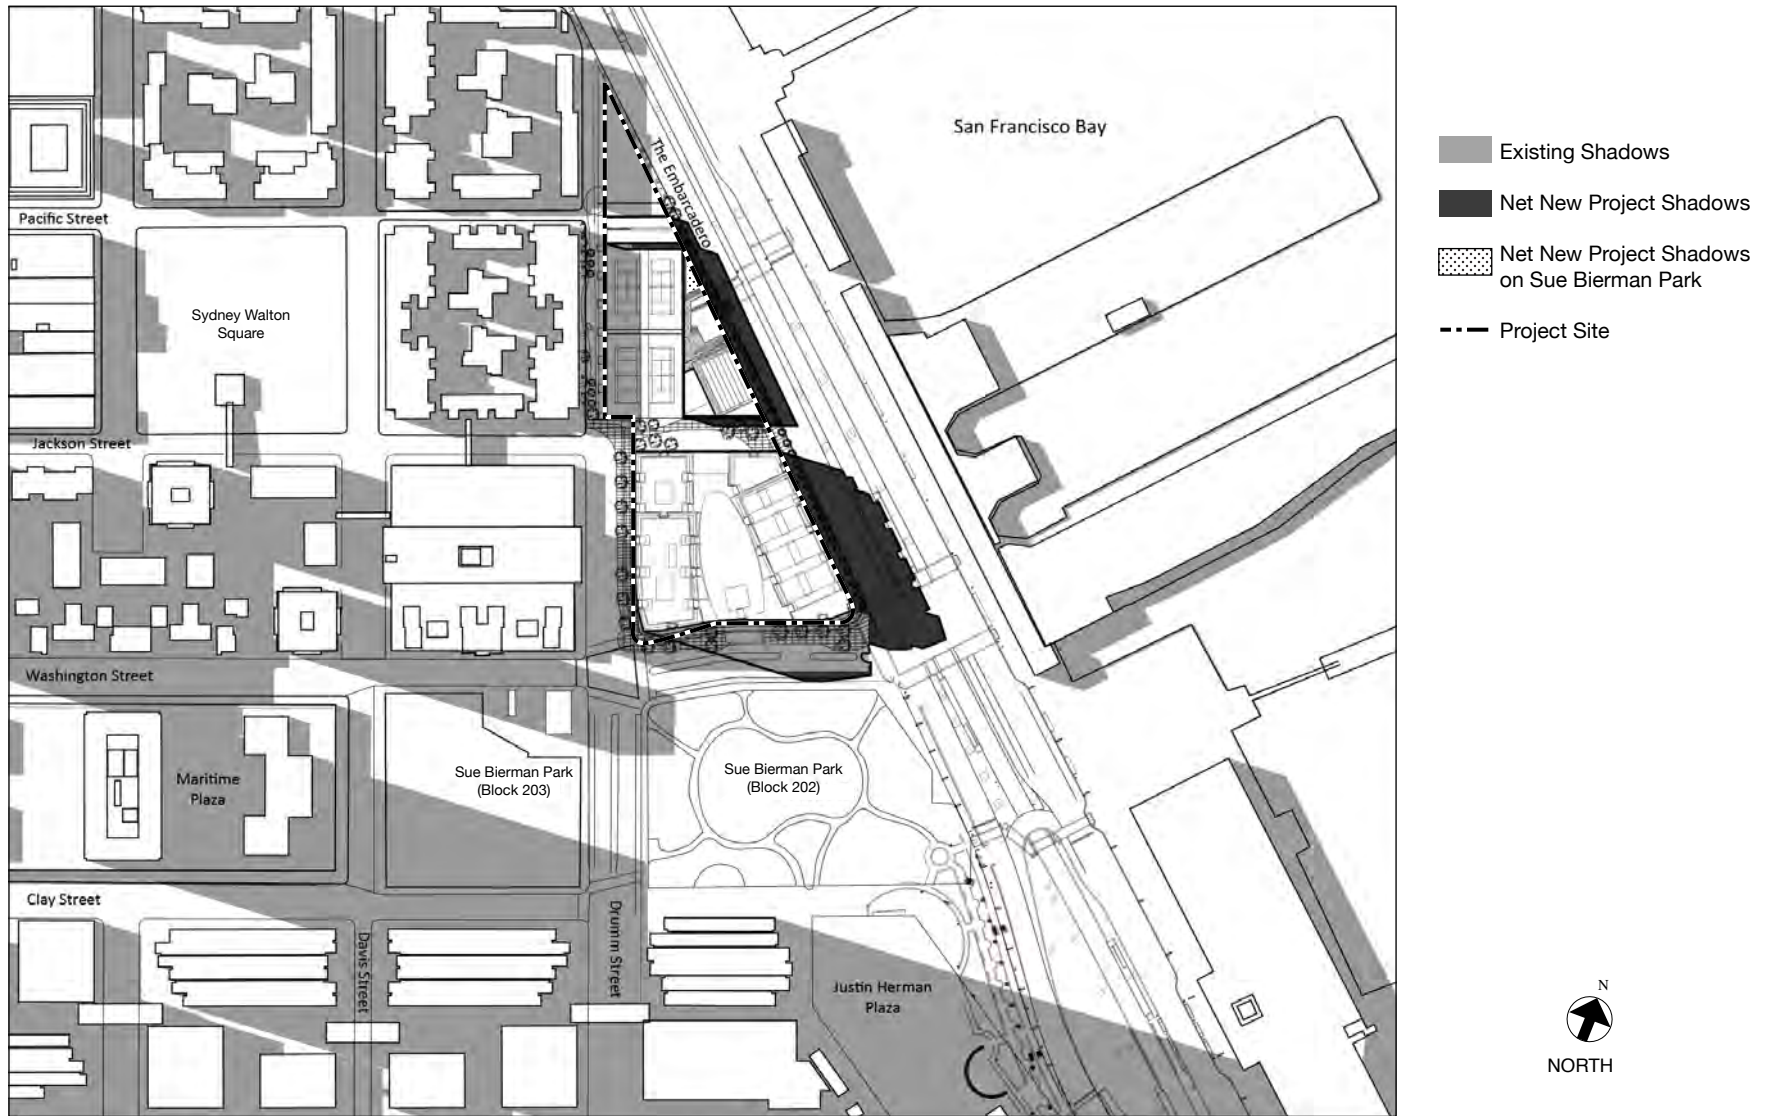 San Francisco Bay
The Embarcadero
Pacific Street
Sydney Walton
Square
Jackson Street
Washington Street
Maritime
Plaza
Sue Bierman Park
(Block 203)
Sue Bierman Park
(Block 202)
Clay Street
Davis Street
Drumm Street
Justin Herman
Plaza
Existing Shadows
Net New Project Shadows
Net New Project Shadows
on Sue Bierman Park
Project Site
N
NORTH